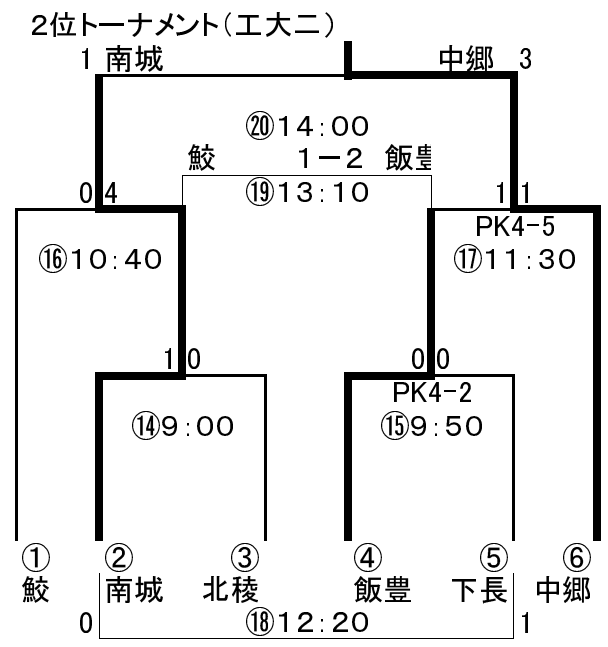 ２位トーナメント（工大二）
1 南城 中郷 3
⑳１４：００
鮫 １－２ 飯豊
0 4 ⑲１３：１０ 1 1
PK4-5
⑯１０：４０ ⑰１１：３０
1 0 0 0
PK4-2
⑭９：００ ⑮９：５０
① ② ③ ④ ⑤ ⑥
鮫 南城 北稜 飯豊 下長 中郷
0 ⑱１２：２０ 1